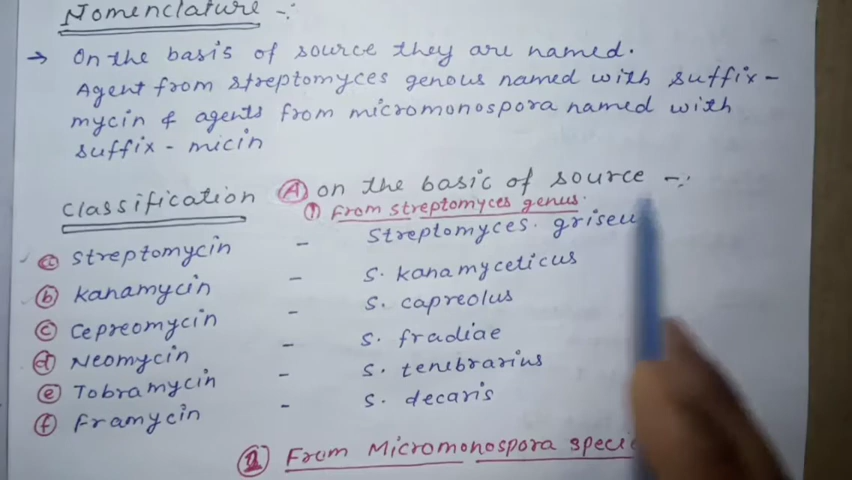 Nomenclature -:
→ On the basis of source they are named.
Agent from streptomyces genous named with suffix-
mycin & agents from micromonospora named with
suffix - micin
Classification (A) on the basic of source -:
(1) From streptomyces genus.
(a) Streptomycin - Streptomyces. griseu
(b) Kanamycin - S. kanamyceticus
(c) Cepreomycin - S. capreolus
(d) Neomycin - S. fradiae
(e) Tobramycin - S. tenebrarius
(f) Framycin - S. decaris
(2) From Micromonospora speci